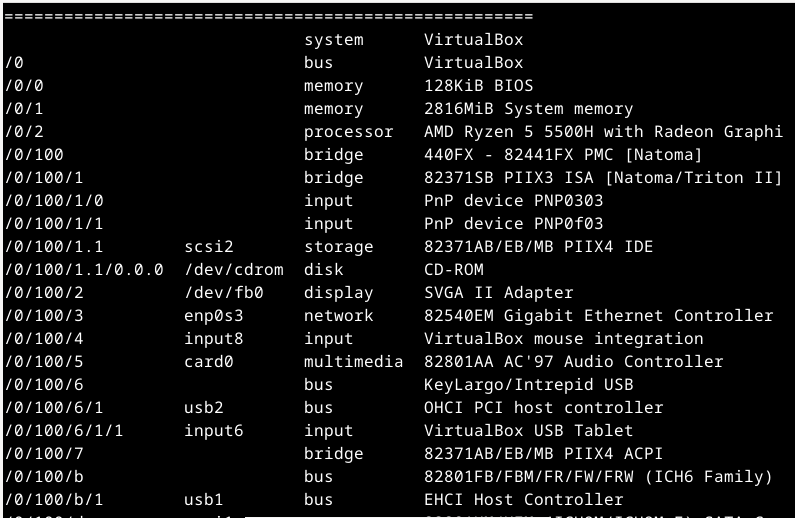 =====================================================
system VirtualBox
/0 bus VirtualBox
/0/0 memory 128KiB BIOS
/0/1 memory 2816MiB System memory
/0/2 processor AMD Ryzen 5 5500H with Radeon Graphi
/0/100 bridge 440FX - 82441FX PMC [Natoma]
/0/100/1 bridge 82371SB PIIX3 ISA [Natoma/Triton II]
/0/100/1/0 input PnP device PNP0303
/0/100/1/1 input PnP device PNP0f03
/0/100/1.1 scsi2 storage 82371AB/EB/MB PIIX4 IDE
/0/100/1.1/0.0.0 /dev/cdrom disk CD-ROM
/0/100/2 /dev/fb0 display SVGA II Adapter
/0/100/3 enp0s3 network 82540EM Gigabit Ethernet Controller
/0/100/4 input8 input VirtualBox mouse integration
/0/100/5 card0 multimedia 82801AA AC'97 Audio Controller
/0/100/6 bus KeyLargo/Intrepid USB
/0/100/6/1 usb2 bus OHCI PCI host controller
/0/100/6/1/1 input6 input VirtualBox USB Tablet
/0/100/7 bridge 82371AB/EB/MB PIIX4 ACPI
/0/100/b bus 82801FB/FBM/FR/FW/FRW (ICH6 Family)
/0/100/b/1 usb1 bus EHCI Host Controller